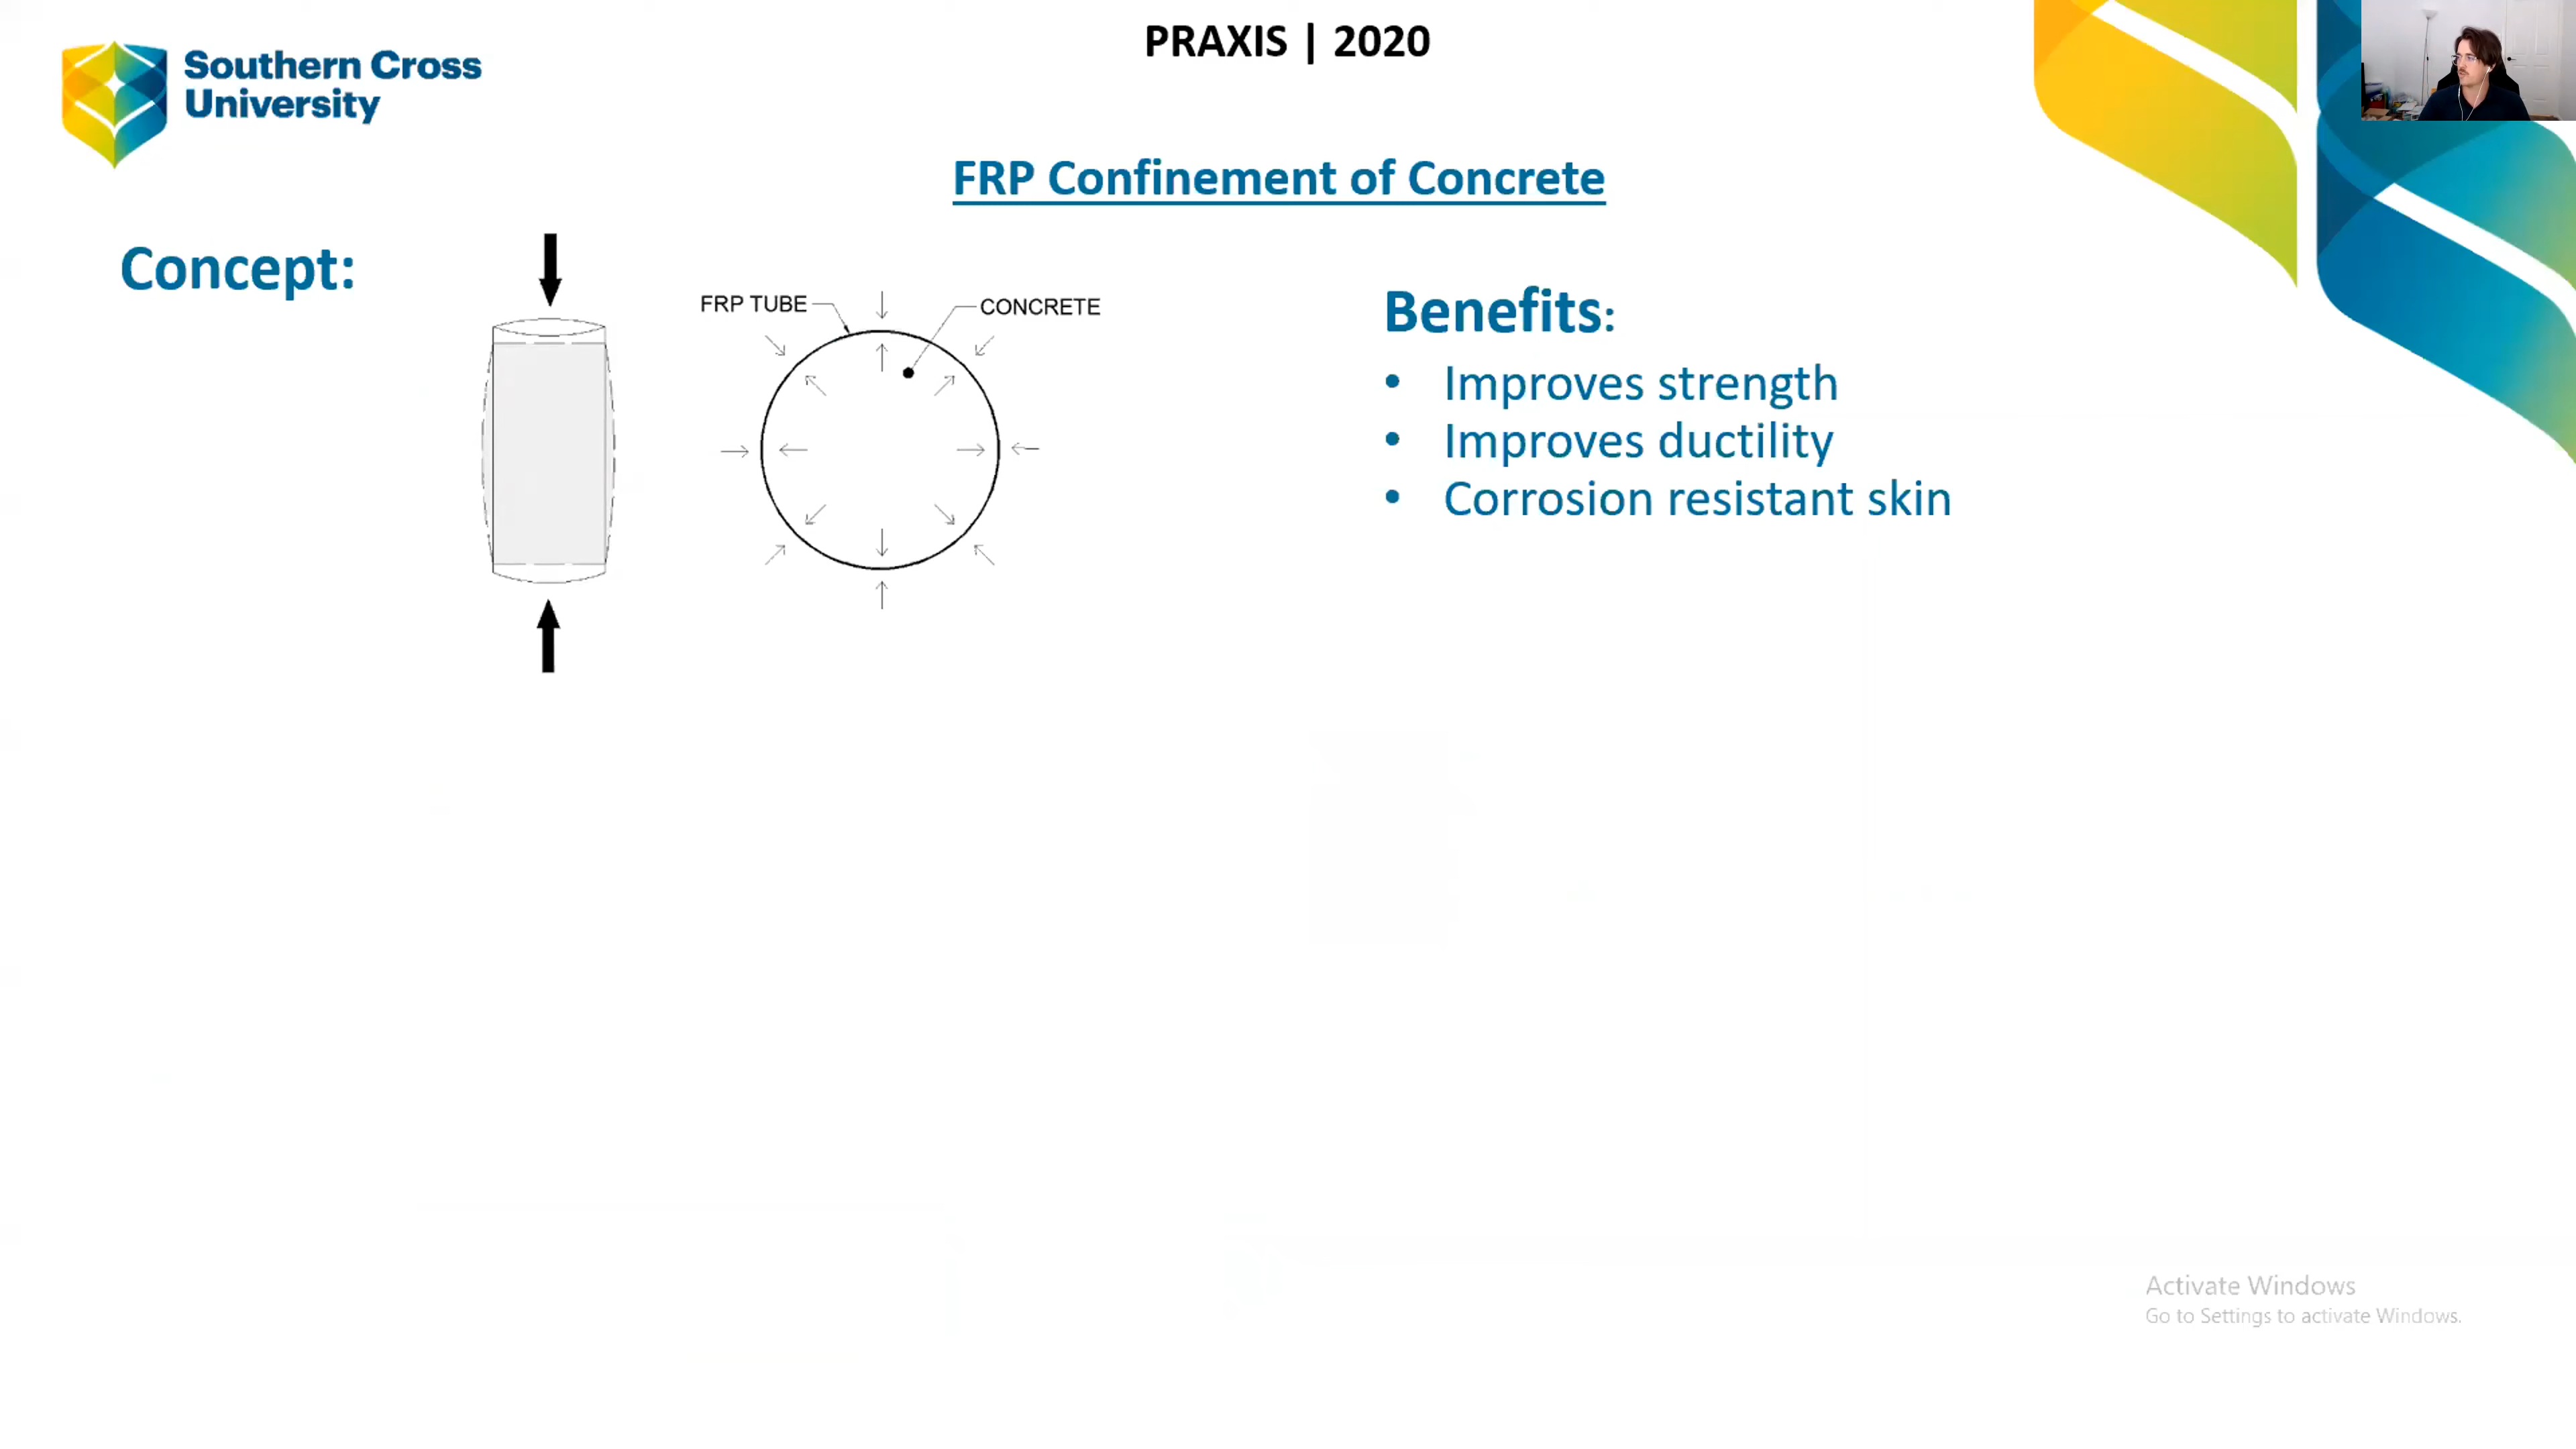 PRAXIS | 2020
Southern Cross
University
FRP Confinement of Concrete
Concept:
FRP TUBE
CONCRETE
Benefits:
• Improves strength
• Improves ductility
• Corrosion resistant skin
Activate Windows
Go to Settings to activate Windows.